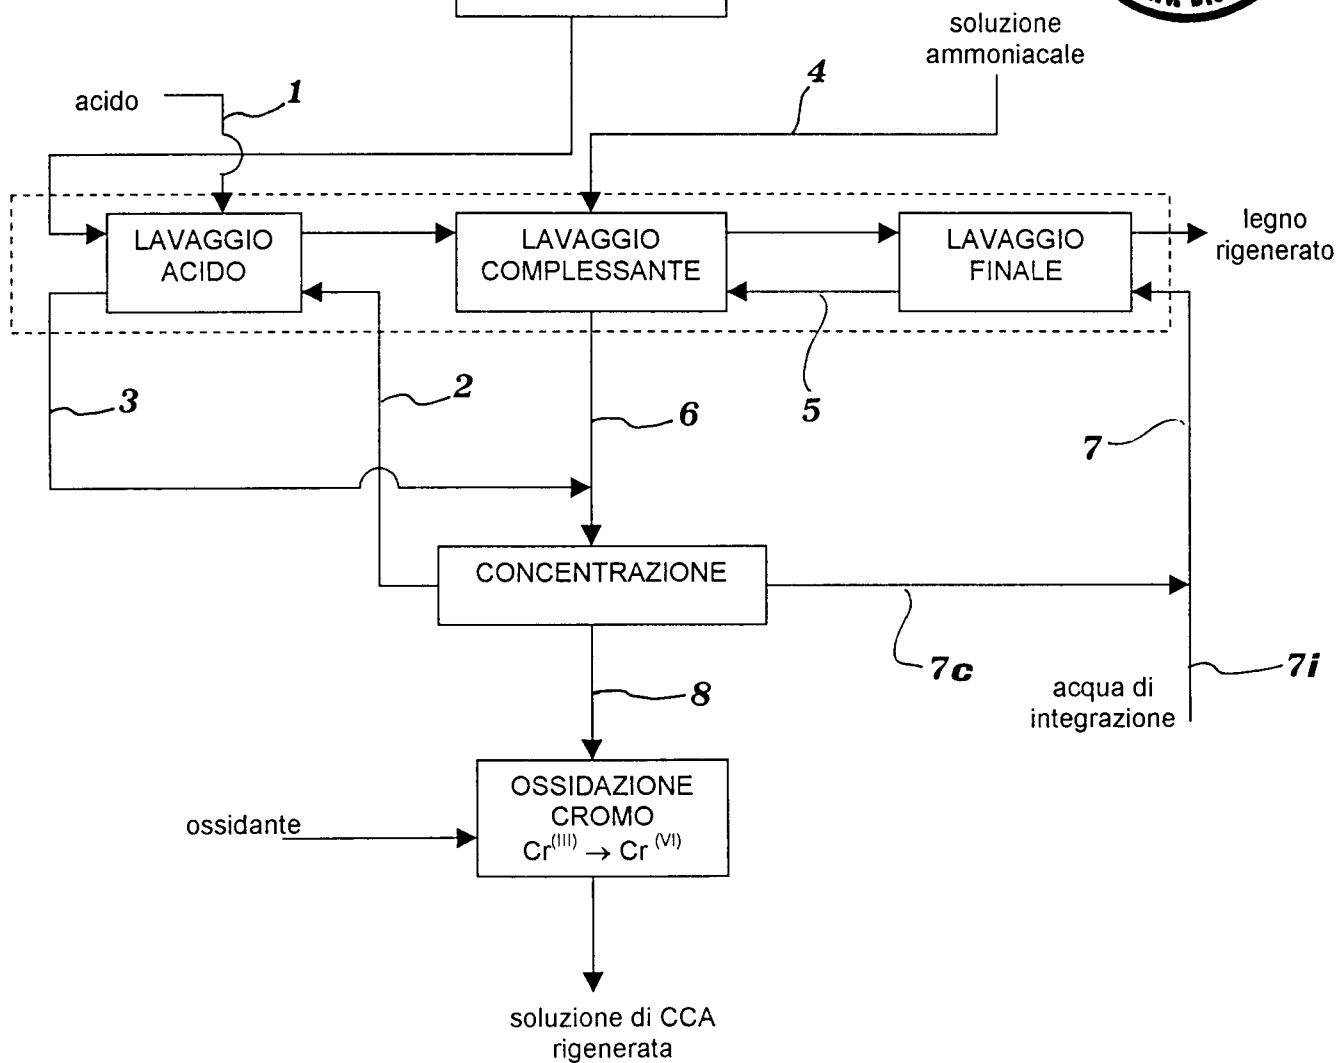 soluzione
ammoniacale
acido
1
4
LAVAGGIO
ACIDO
LAVAGGIO
COMPLESSANTE
LAVAGGIO
FINALE
legno
rigenerato
3
2
6
5
7
CONCENTRAZIONE
7c
7i
acqua di
integrazione
8
OSSIDAZIONE
CROMO
Cr(III) → Cr (VI)
ossidante
soluzione di CCA
rigenerata